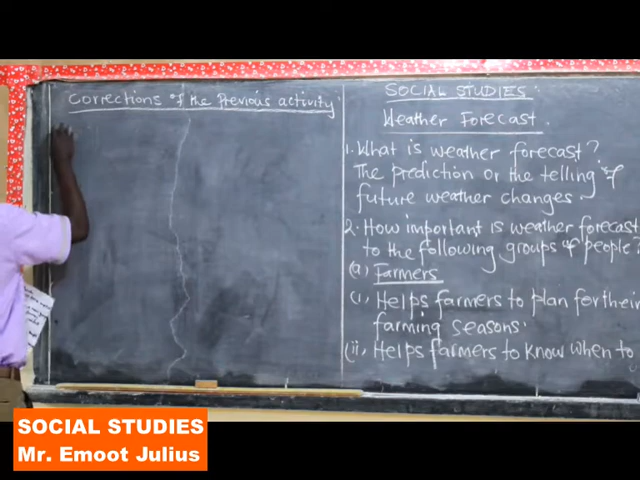 Corrections of the Previous activity.
SOCIAL STUDIES.
Weather Forecast.
1. What is weather forecast?
The prediction or the telling of
future weather changes.
2. How important is weather forecast
to the following groups of people?
(a) Farmers
(i) Helps farmers to plan for their
farming seasons.
(ii) Helps farmers to know when to
SOCIAL STUDIES
Mr. Emoot Julius